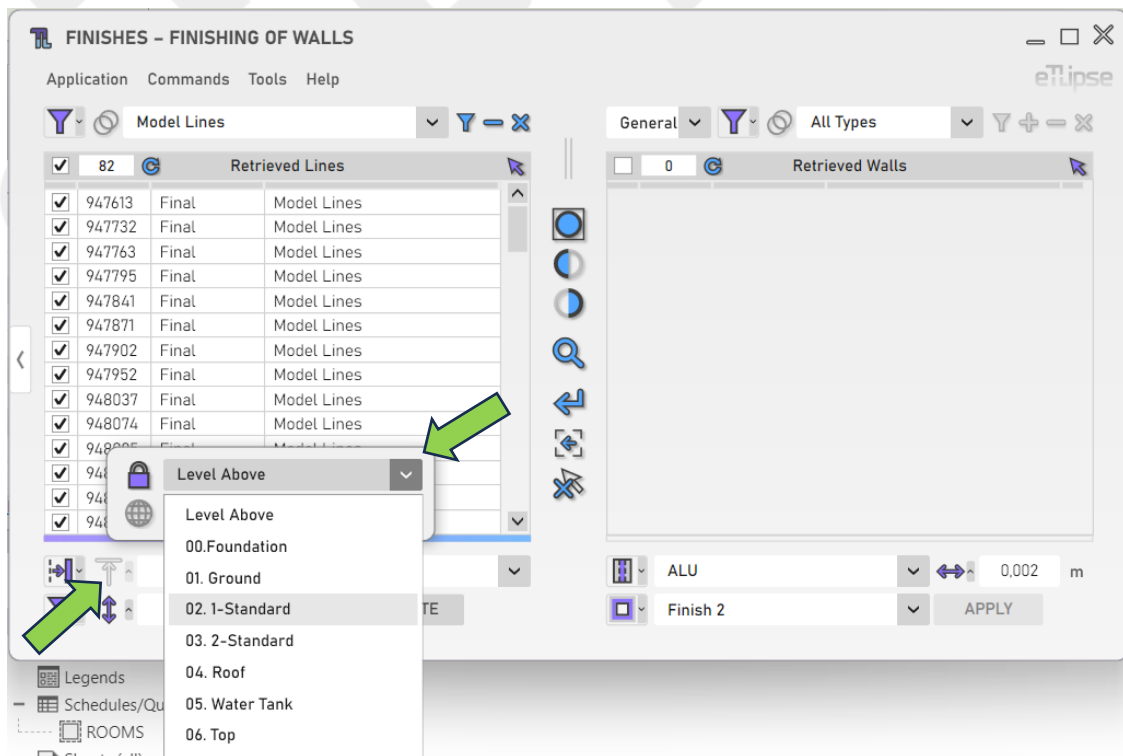 FINISHES – FINISHING OF WALLS
Application Commands Tools Help
eTLipse
Model Lines
General
All Types
82 Retrieved Lines
0 Retrieved Walls
947613 Final Model Lines
947732 Final Model Lines
947763 Final Model Lines
947795 Final Model Lines
947841 Final Model Lines
947871 Final Model Lines
947902 Final Model Lines
947952 Final Model Lines
948037 Final Model Lines
948074 Final Model Lines
Level Above
Level Above
00.Foundation
01. Ground
02. 1-Standard
03. 2-Standard
04. Roof
05. Water Tank
06. Top
ALU
0,002 m
Finish 2
APPLY
Legends
Schedules/Qu
ROOMS